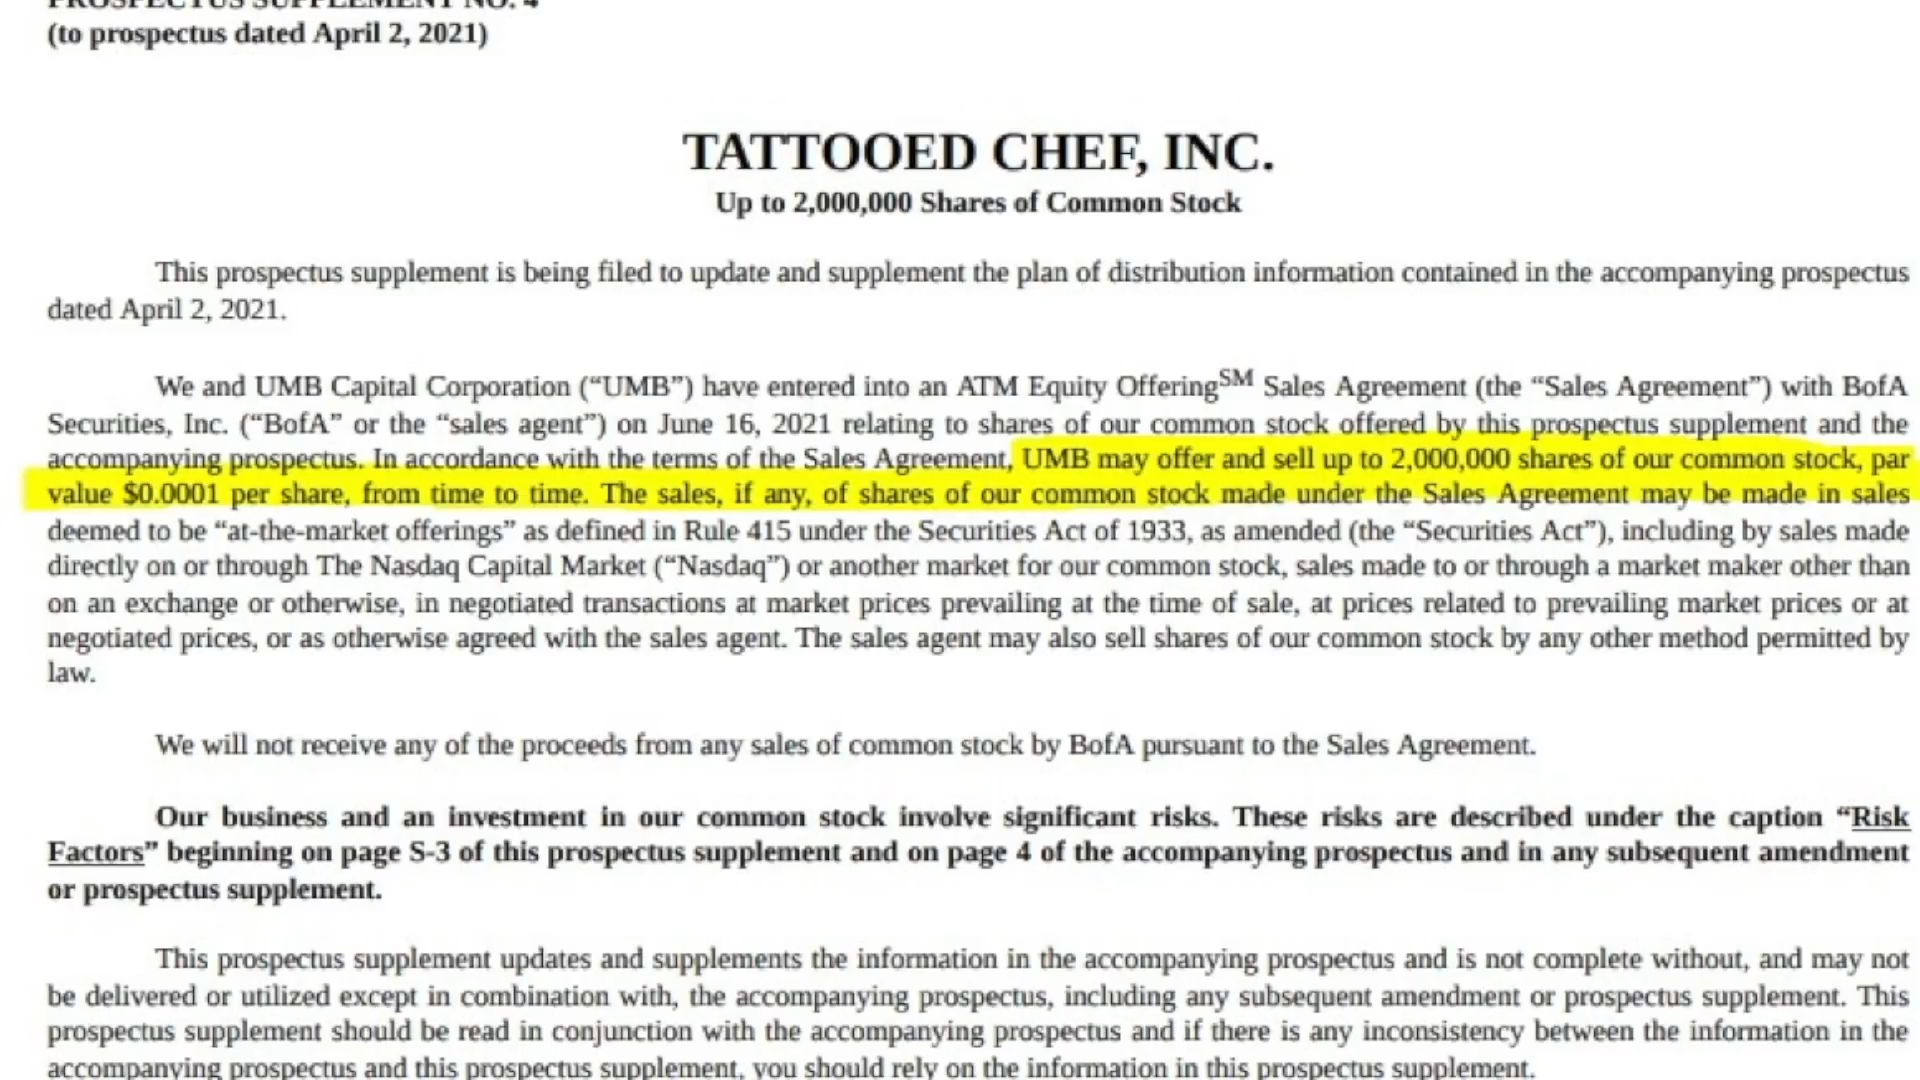 PROSPECTUS SUPPLEMENT NO. 4
(to prospectus dated April 2, 2021)
TATTOOED CHEF, INC.
Up to 2,000,000 Shares of Common Stock
This prospectus supplement is being filed to update and supplement the plan of distribution information contained in the accompanying prospectus
dated April 2, 2021.
We and UMB Capital Corporation (“UMB”) have entered into an ATM Equity OfferingSM Sales Agreement (the “Sales Agreement”) with BofA
Securities, Inc. (“BofA” or the “sales agent”) on June 16, 2021 relating to shares of our common stock offered by this prospectus supplement and the
accompanying prospectus. In accordance with the terms of the Sales Agreement, UMB may offer and sell up to 2,000,000 shares of our common stock, par
value $0.0001 per share, from time to time. The sales, if any, of shares of our common stock made under the Sales Agreement may be made in sales
deemed to be “at-the-market offerings” as defined in Rule 415 under the Securities Act of 1933, as amended (the “Securities Act”), including by sales made
directly on or through The Nasdaq Capital Market (“Nasdaq”) or another market for our common stock, sales made to or through a market maker other than
on an exchange or otherwise, in negotiated transactions at market prices prevailing at the time of sale, at prices related to prevailing market prices or at
negotiated prices, or as otherwise agreed with the sales agent. The sales agent may also sell shares of our common stock by any other method permitted by
law.
We will not receive any of the proceeds from any sales of common stock by BofA pursuant to the Sales Agreement.
Our business and an investment in our common stock involve significant risks. These risks are described under the caption “Risk
Factors” beginning on page S-3 of this prospectus supplement and on page 4 of the accompanying prospectus and in any subsequent amendment
or prospectus supplement.
This prospectus supplement updates and supplements the information in the accompanying prospectus and is not complete without, and may not
be delivered or utilized except in combination with, the accompanying prospectus, including any subsequent amendment or prospectus supplement. This
prospectus supplement should be read in conjunction with the accompanying prospectus and if there is any inconsistency between the information in the
accompanying prospectus and this prospectus supplement, you should rely on the information in this prospectus supplement.